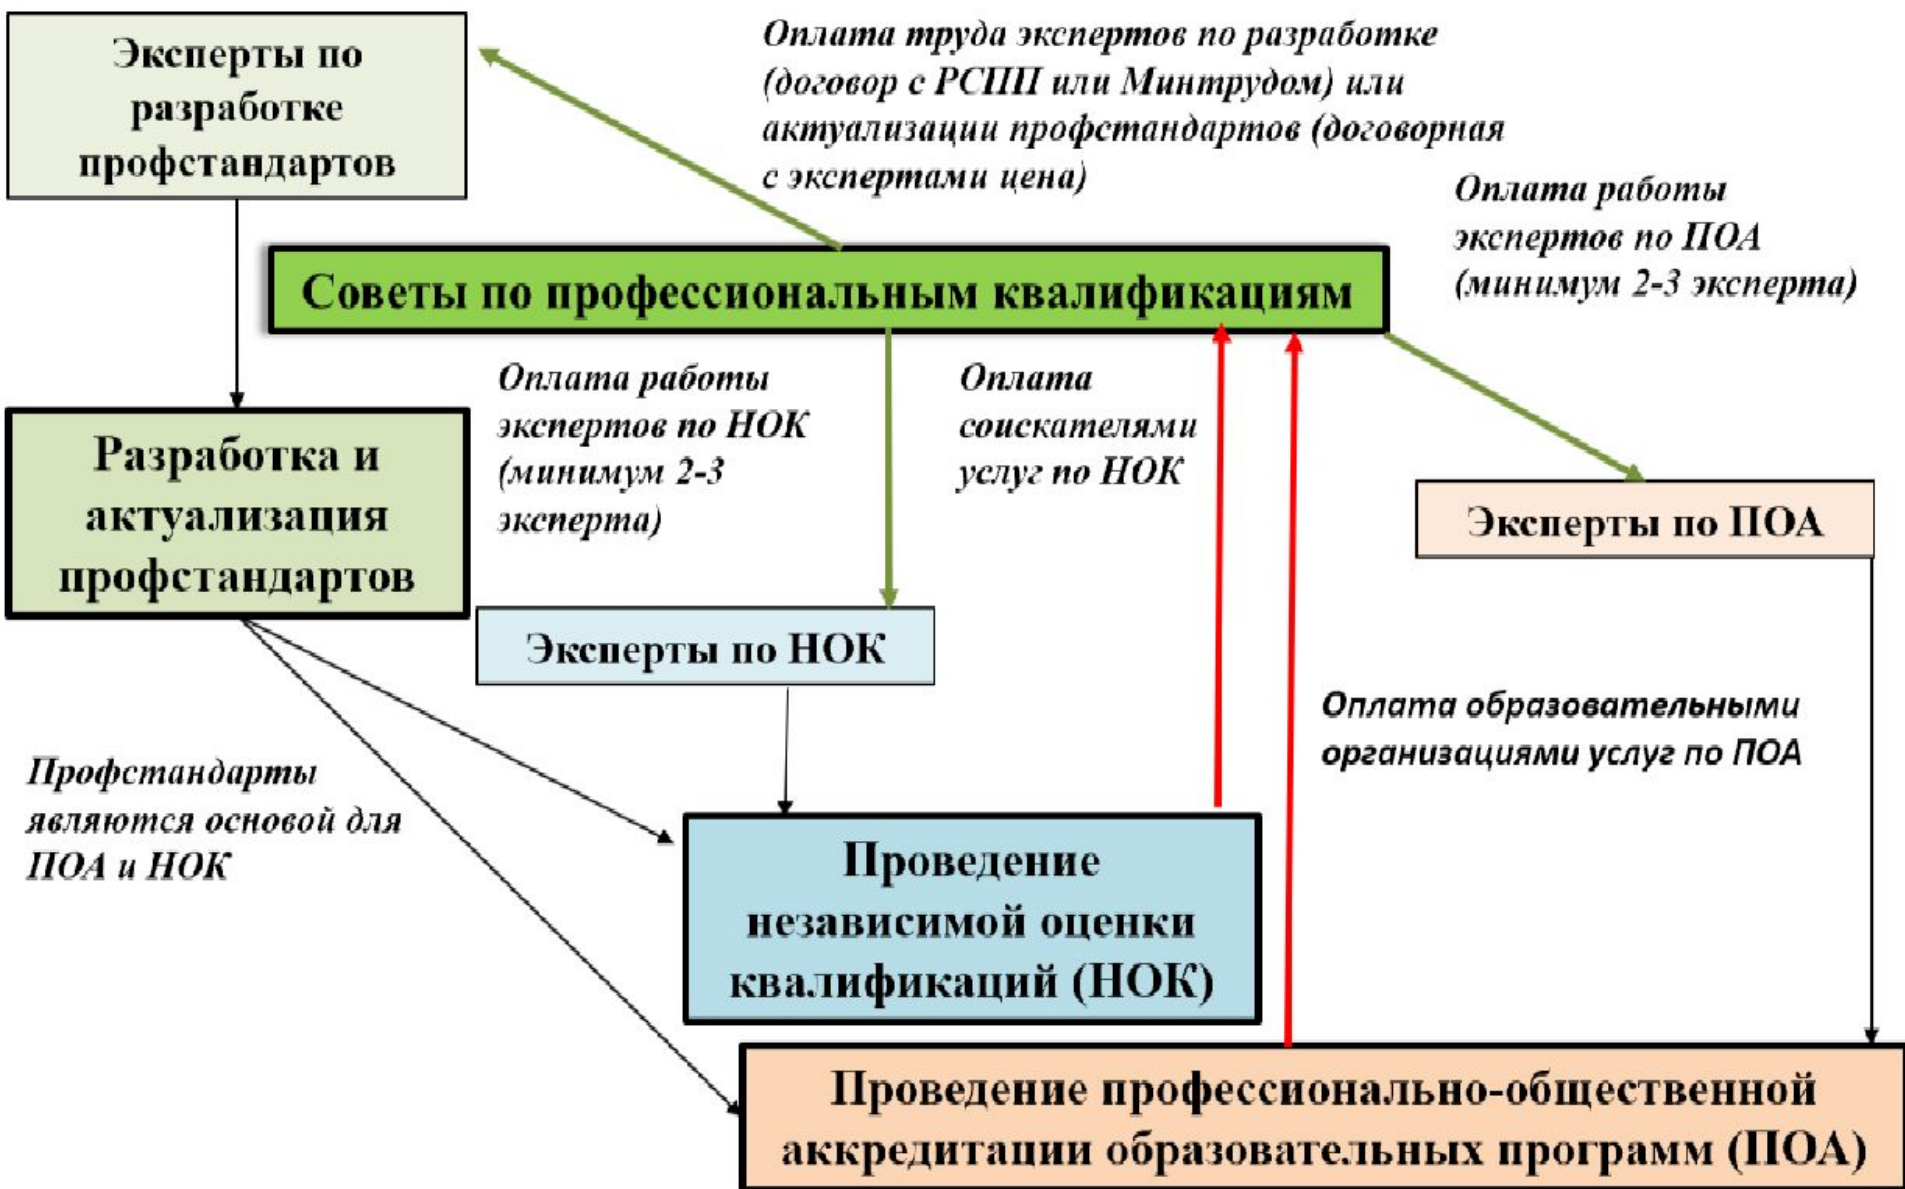 Эксперты по
разработке
профстандартов
Оплата труда экспертов по разработке
(договор с РСПП или Минтрудом) или
актуализации профстандартов (договорная
с экспертами цена)
Оплата работы
экспертов по ПОА
(минимум 2-3 эксперта)
Советы по профессиональным квалификациям
Оплата работы
экспертов по НОК
(минимум 2-3
эксперта)
Оплата
соискателями
услуг по НОК
Разработка и
актуализация
профстандартов
Эксперты по ПОА
Эксперты по НОК
Оплата образовательными
организациями услуг по ПОА
Профстандарты
являются основой для
ПОА и НОК
Проведение
независимой оценки
квалификаций (НОК)
Проведение профессионально-общественной
аккредитации образовательных программ (ПОА)